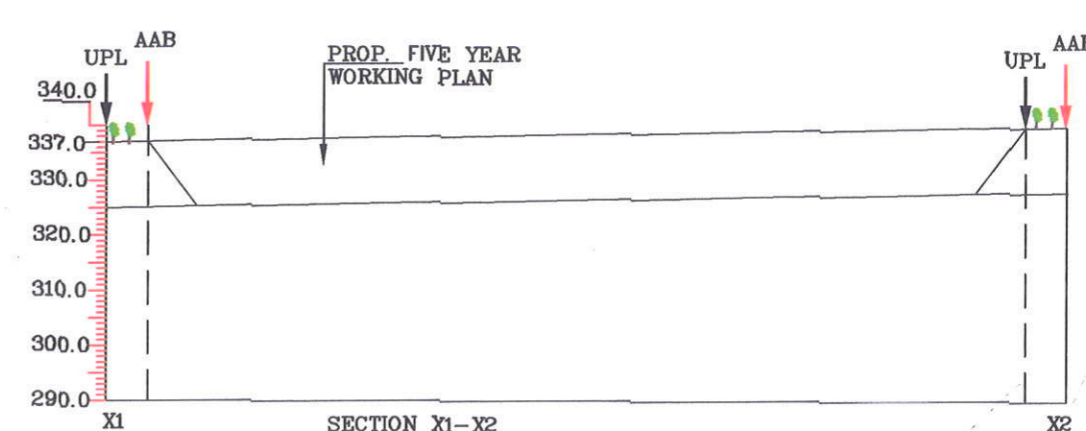 UPL AAB
PROP. FIVE YEAR
WORKING PLAN
UPL
340.0
337.0
330.0
320.0
310.0
300.0
290.0
X1
SECTION X1-X2
X2